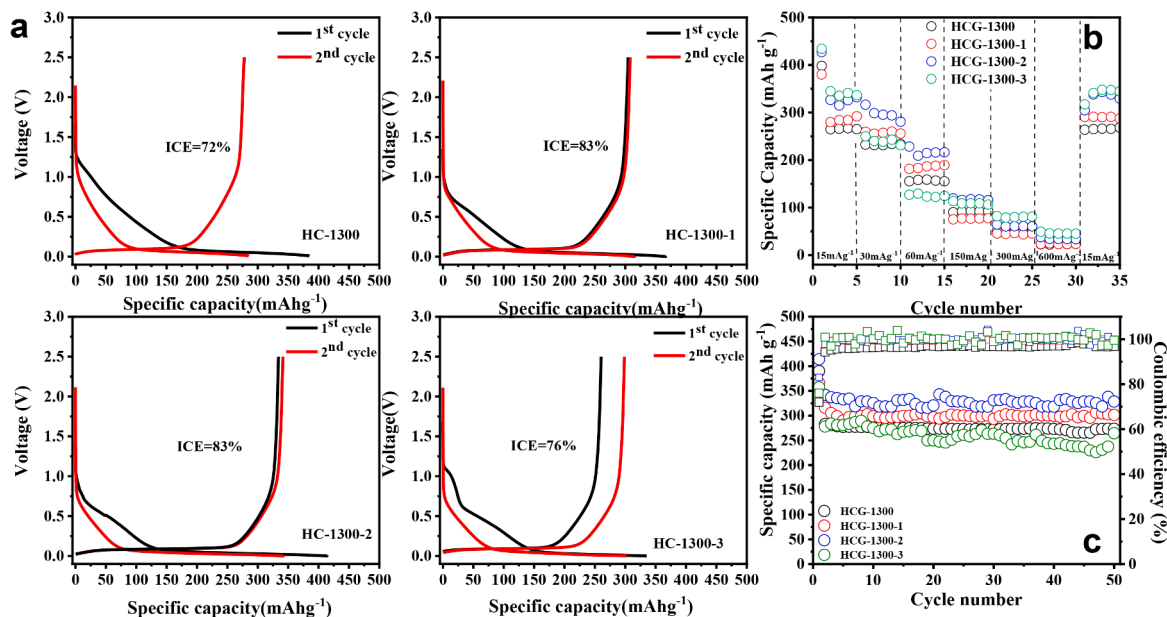 a
3.0
2.5
2.0
1.5
1.0
0.5
0.0
Voltage (V)
1st cycle
2nd cycle
ICE=72%
HC-1300
0 50 100 150 200 250 300 350 400 450 500
Specific capacity(mAhg-1)
3.0
2.5
2.0
1.5
1.0
0.5
0.0
Voltage (V)
1st cycle
2nd cycle
ICE=83%
HC-1300-1
0 50 100 150 200 250 300 350 400 450 500
Specific capacity(mAhg-1)
b
500
400
300
200
100
0
Specific Capacity (mAh g-1)
HCG-1300
HCG-1300-1
HCG-1300-2
HCG-1300-3
15mAg-1 30mAg-1 60mAg-1 150mAg-1 300mAg-1 600mAg-1 15mAg-1
0 5 10 15 20 25 30 35
Cycle number
3.0
2.5
2.0
1.5
1.0
0.5
0.0
Voltage (V)
1st cycle
2nd cycle
ICE=83%
HC-1300-2
0 50 100 150 200 250 300 350 400 450 500
Specific capacity(mAhg-1)
3.0
2.5
2.0
1.5
1.0
0.5
0.0
Voltage(V)
1st cycle
2nd cycle
ICE=76%
HC-1300-3
0 50 100 150 200 250 300 350 400 450 500
Specific capacity(mAhg-1)
500
450
400
350
300
250
300
250
200
150
100
50
0
Specific capacity (mAh g-1)
HCG-1300
HCG-1300-1
HCG-1300-2
HCG-1300-3
c
100
80
60
40
20
0
Coulombic efficiency (%)
0 10 20 30 40 50
Cycle number